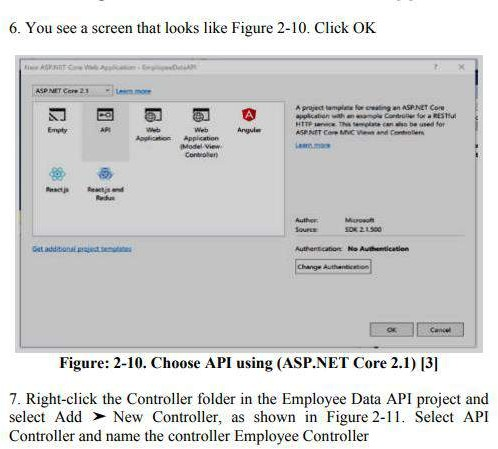 6. You see a screen that looks like Figure 2-10. Click OK
New ASP.NET Core Web Application - EmployeeDataAPI
? X
ASP.NET Core 2.1 Learn more
Empty
API
Web
Application
Web
Application
(Model-View-
Controller)
Angular
React.js
React.js and
Redux
A project template for creating an ASP.NET Core
application with an example Controller for a RESTful
HTTP service. This template can also be used for
ASP.NET Core MVC Views and Controllers.
Learn more
Author: Microsoft
Source: SDK 2.1.500
Get additional project templates
Authentication: No Authentication
Change Authentication
OK Cancel
Figure: 2-10. Choose API using (ASP.NET Core 2.1) [3]
7. Right-click the Controller folder in the Employee Data API project and
select Add ➤ New Controller, as shown in Figure 2-11. Select API
Controller and name the controller Employee Controller